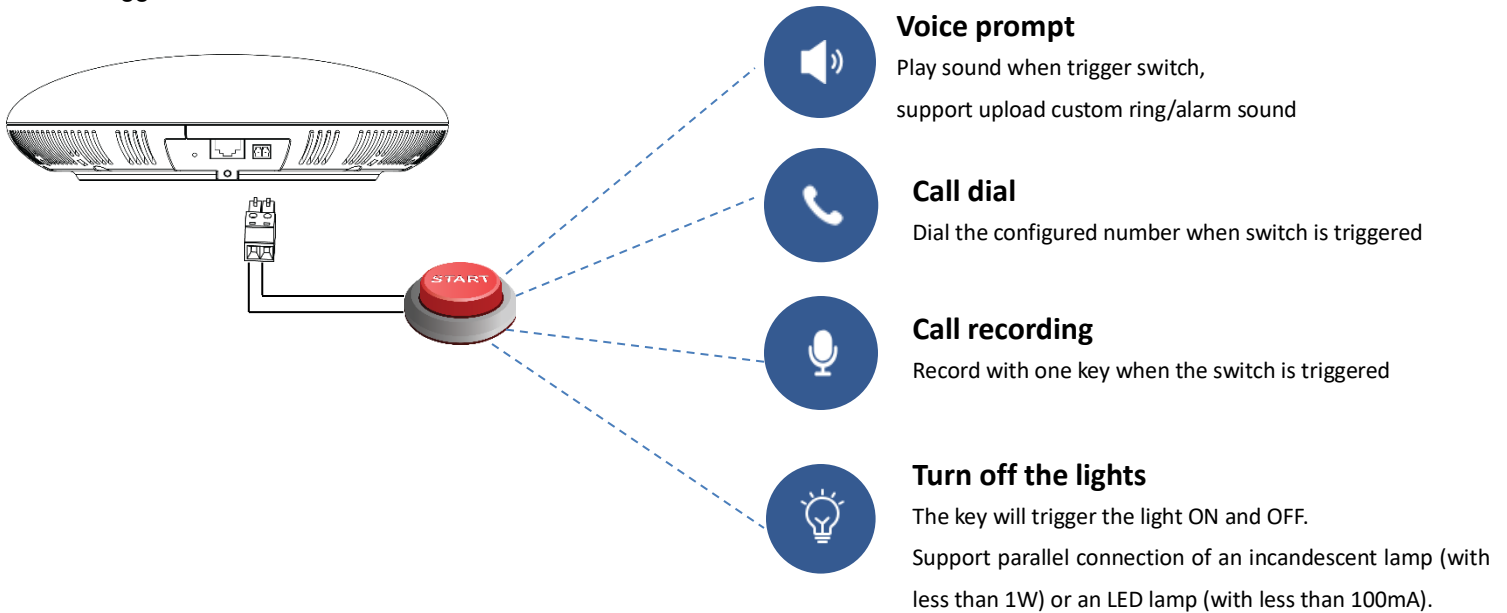 Voice prompt
Play sound when trigger switch,
support upload custom ring/alarm sound
Call dial
Dial the configured number when switch is triggered
START
Call recording
Record with one key when the switch is triggered
Turn off the lights
The key will trigger the light ON and OFF.
Support parallel connection of an incandescent lamp (with
less than 1W) or an LED lamp (with less than 100mA).